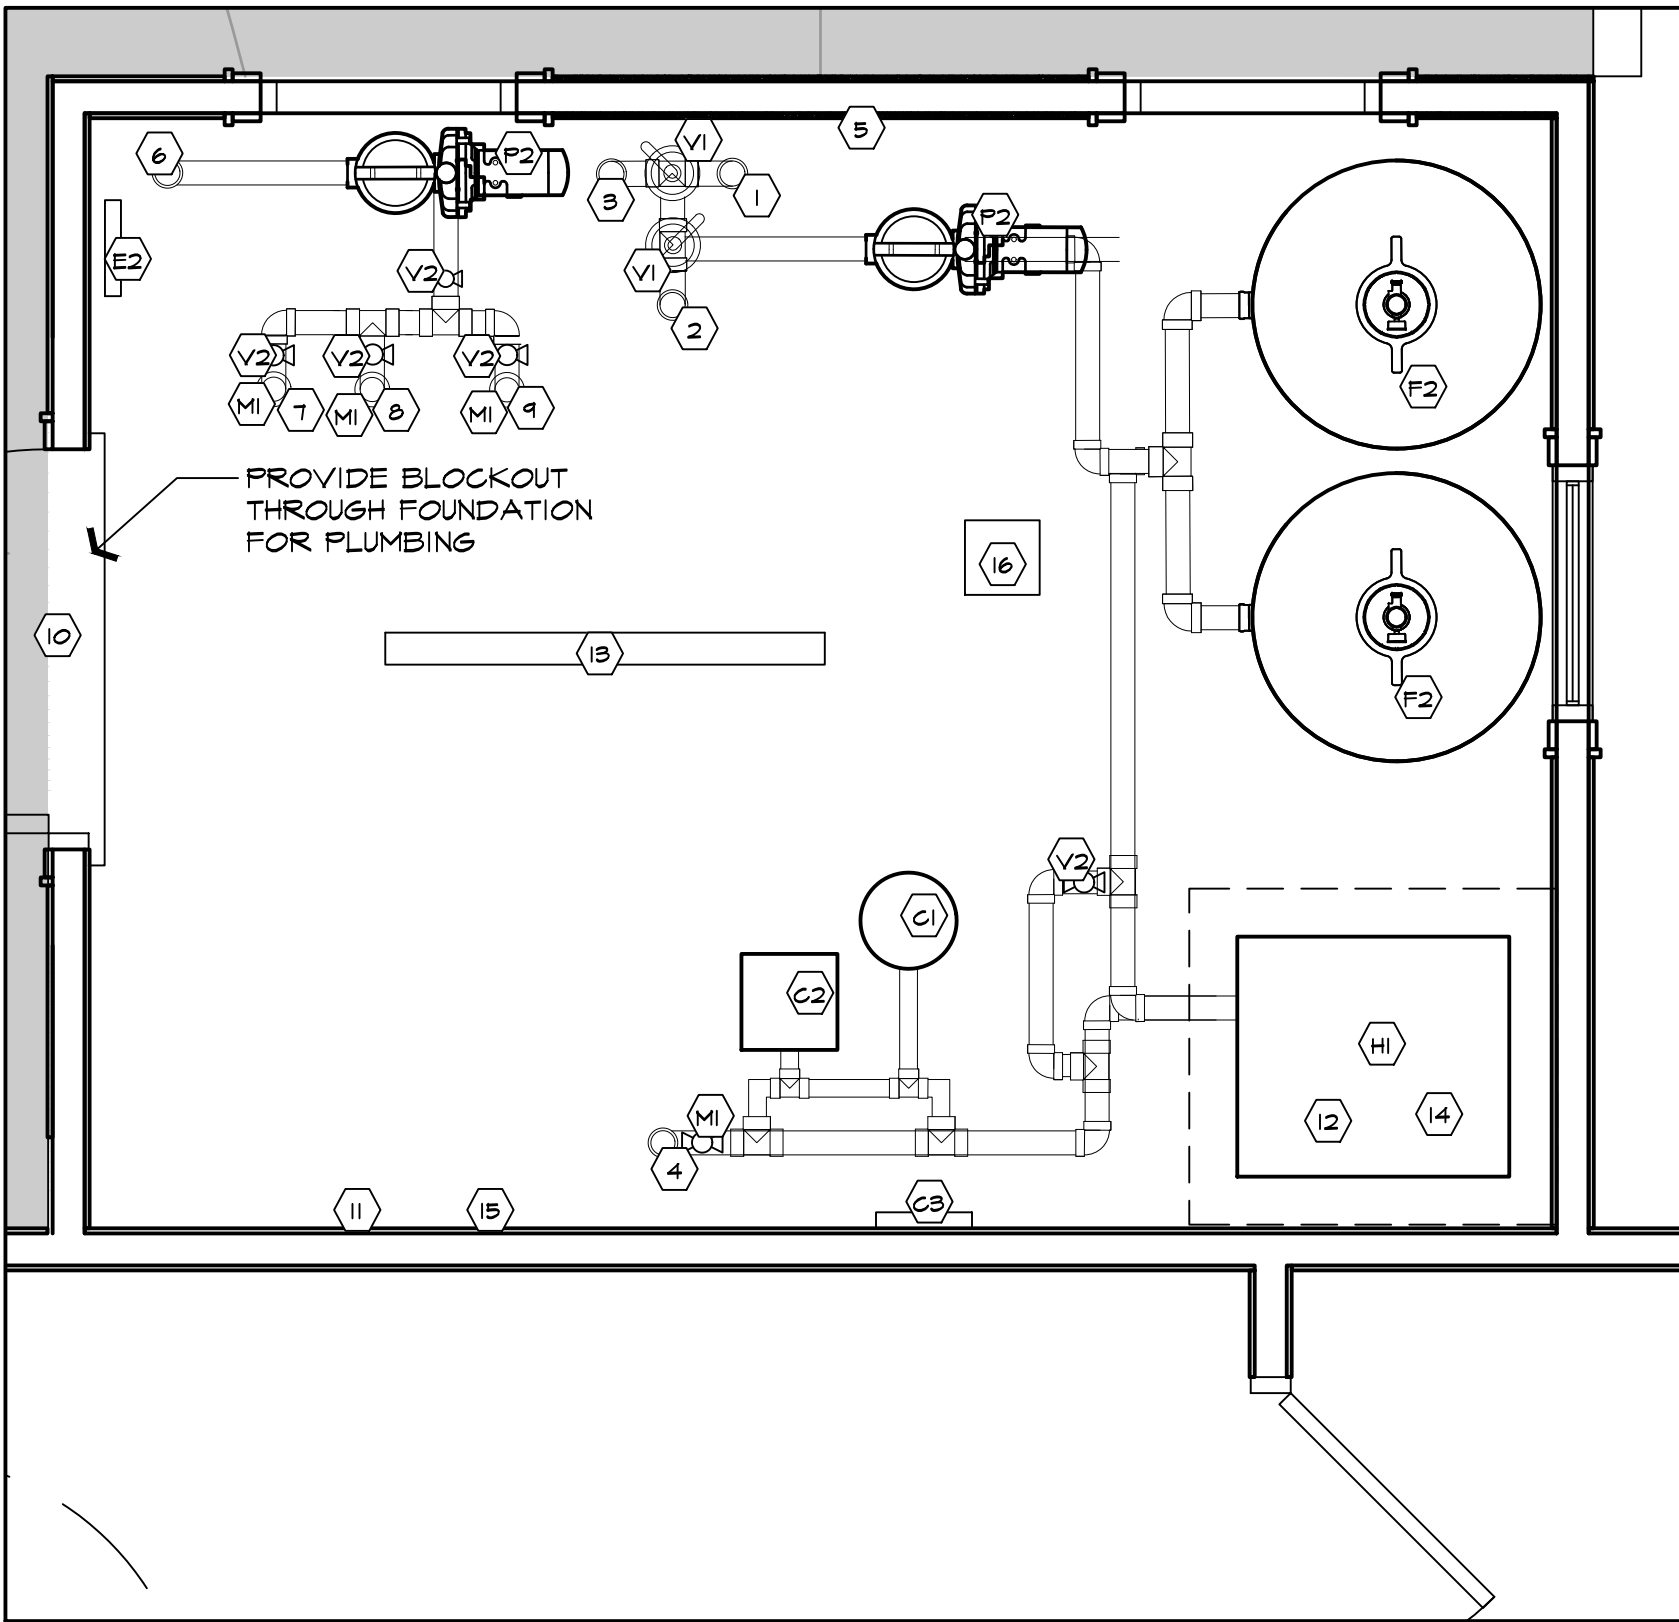 5
V1
6
P2
3
1
P2
E2
V2
V1
2
V2
V2
V2
F2
M1
7
M1
8
M1
9
PROVIDE BLOCKOUT
THROUGH FOUNDATION
FOR PLUMBING
16
10
13
F2
V2
C1
C2
H1
M1
12
14
4
C3
11
15